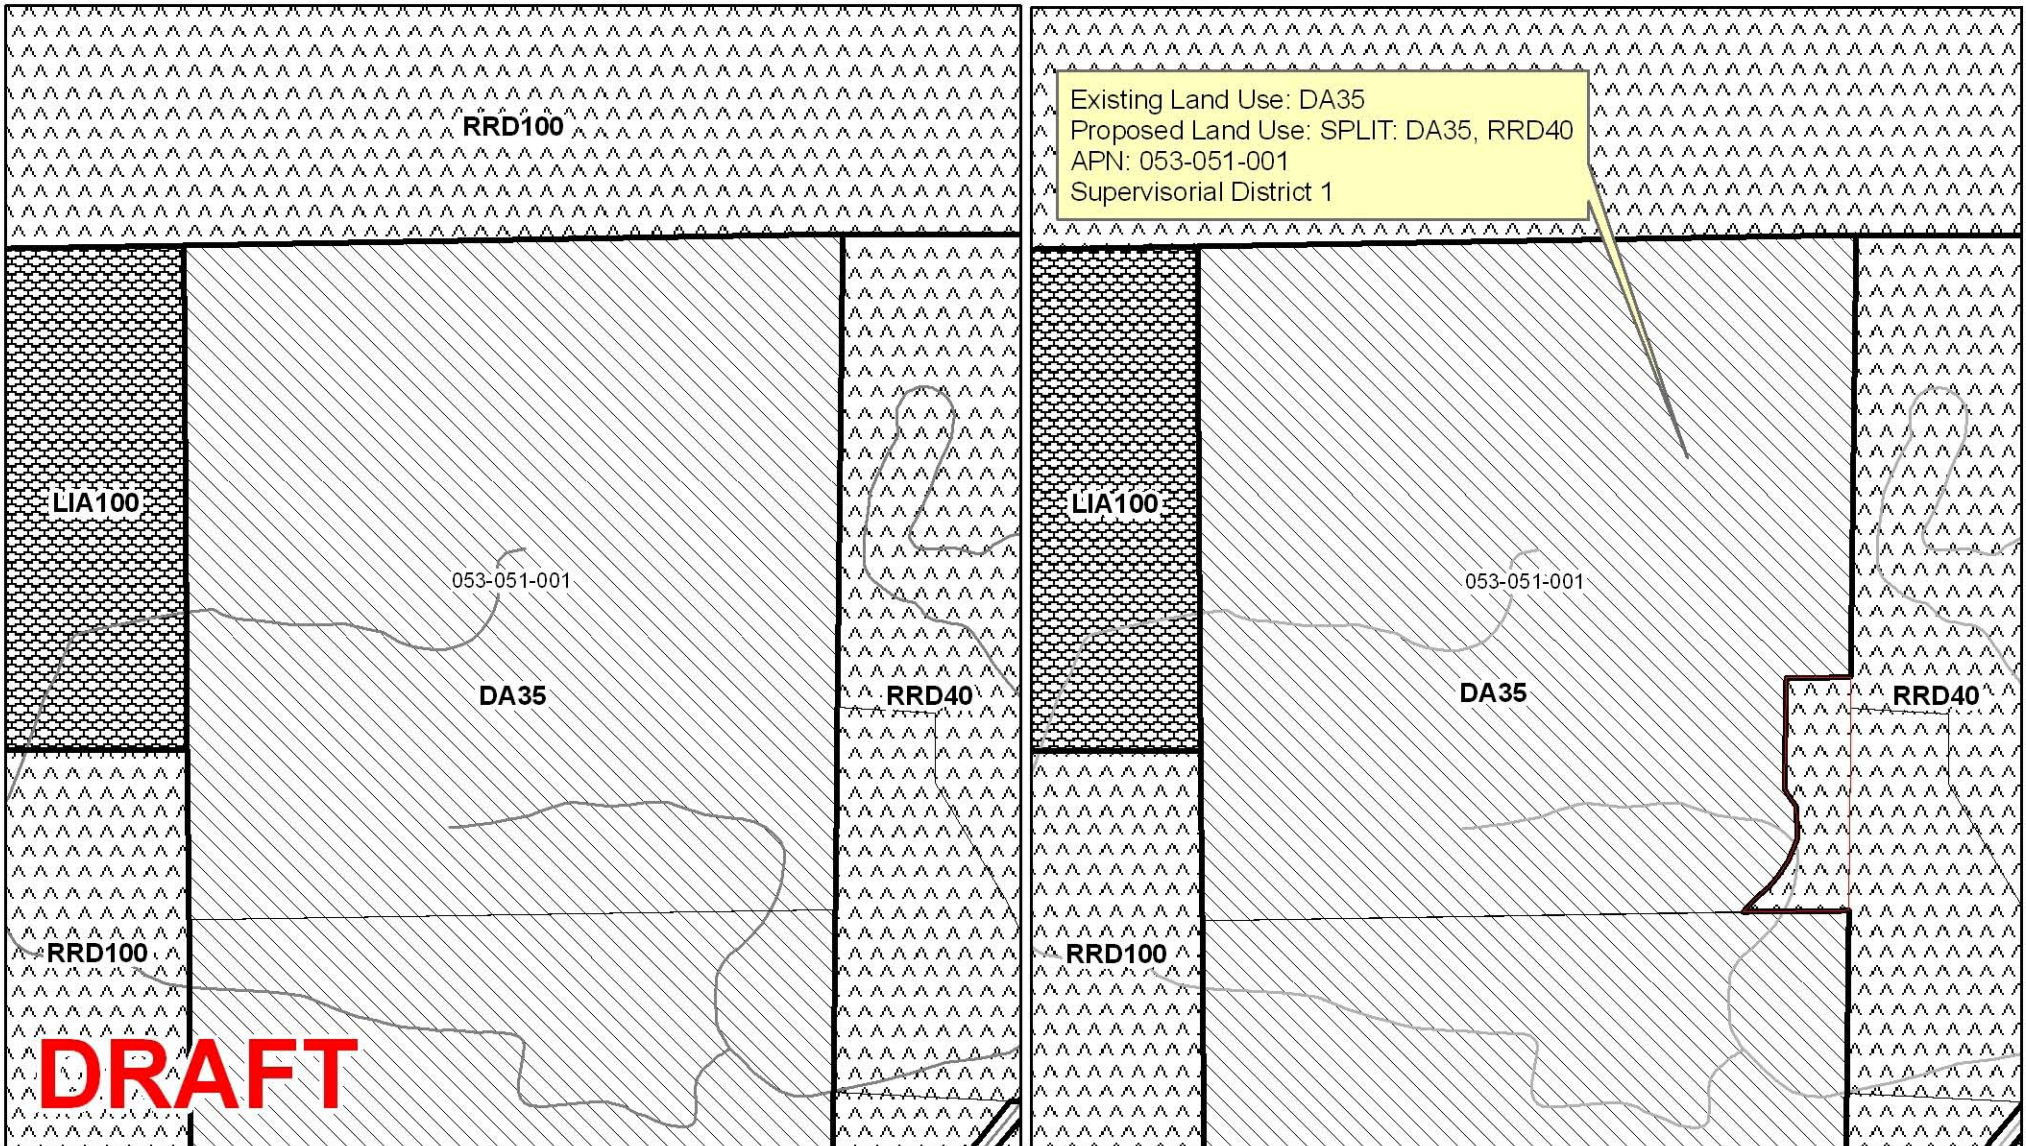 RRD100
LIA100
053-051-001
DA35
RRD40
RRD100
DRAFT
Existing Land Use: DA35
Proposed Land Use: SPLIT: DA35, RRD40
APN: 053-051-001
Supervisorial District 1
LIA100
053-051-001
DA35
RRD40
RRD100